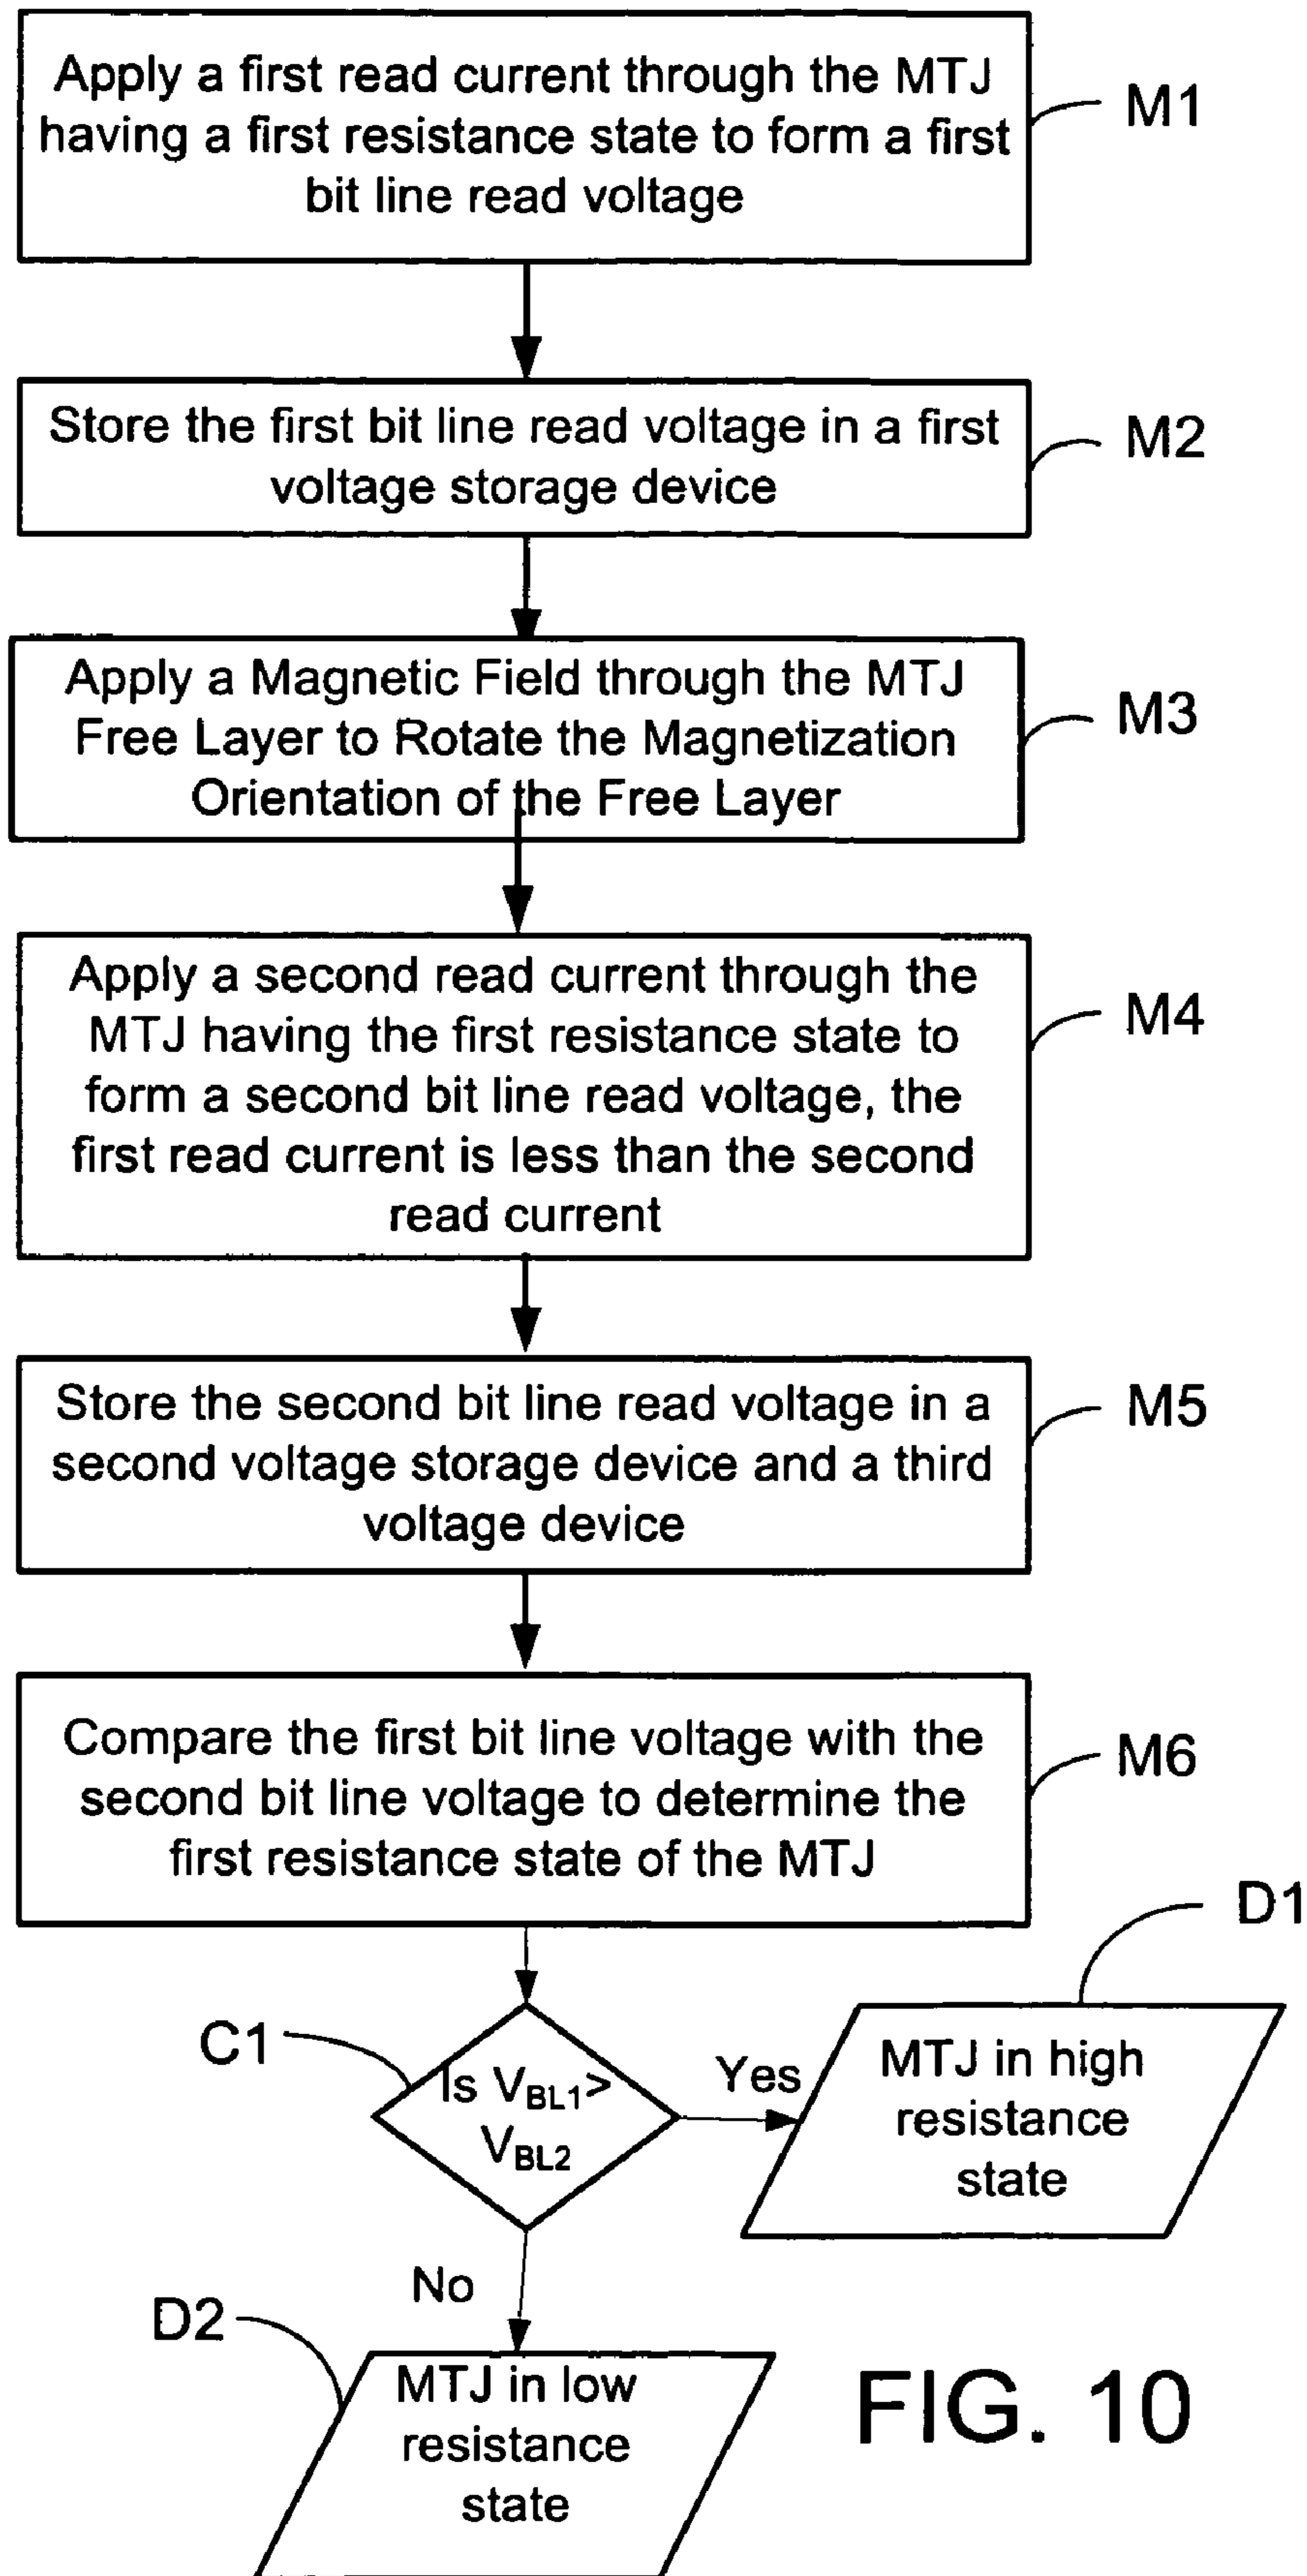 Apply a first read current through the MTJ
having a first resistance state to form a first
bit line read voltage
M1
Store the first bit line read voltage in a first
voltage storage device
M2
Apply a Magnetic Field through the MTJ
Free Layer to Rotate the Magnetization
Orientation of the Free Layer
M3
Apply a second read current through the
MTJ having the first resistance state to
form a second bit line read voltage, the
first read current is less than the second
read current
M4
Store the second bit line read voltage in a
second voltage storage device and a third
voltage device
M5
Compare the first bit line voltage with the
second bit line voltage to determine the
first resistance state of the MTJ
M6
D1
C1
Is VBL1>
VBL2
Yes
MTJ in high
resistance
state
No
D2
MTJ in low
resistance
state
FIG. 10